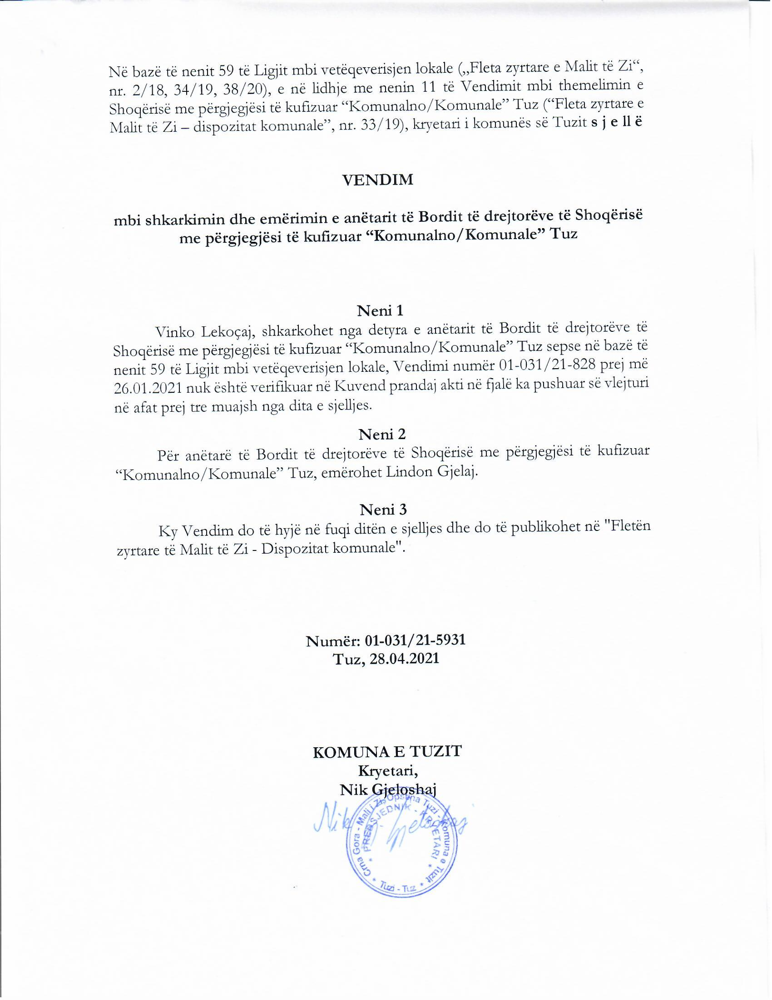 Në bazë të nenit 59 të Ligjit mbi vetëqeverisjen lokale („Fleta zyrtare e Malit të Zi“,
nr. 2/18, 34/19, 38/20), e në lidhje me nenin 11 të Vendimit mbi themelimin e
Shoqërisë me përgjegjësi të kufizuar “Komunalno/Komunale” Tuz (“Fleta zyrtare e
Malit të Zi – dispozitat komunale”, nr. 33/19), kryetari i komunës së Tuzit s j e ll ë
VENDIM
mbi shkarkimin dhe emërimin e anëtarit të Bordit të drejtorëve të Shoqërisë
me përgjegjësi të kufizuar “Komunalno/Komunale” Tuz
Neni 1
Vinko Lekoçaj, shkarkohet nga detyra e anëtarit të Bordit të drejtorëve të
Shoqërisë me përgjegjësi të kufizuar “Komunalno/Komunale” Tuz sepse në bazë të
nenit 59 të Ligjit mbi vetëqeverisjen lokale, Vendimi numër 01-031/21-828 prej më
26.01.2021 nuk është verifikuar në Kuvend prandaj akti në fjalë ka pushuar së vlejturi
në afat prej tre muajsh nga dita e sjelljes.
Neni 2
Për anëtarë të Bordit të drejtorëve të Shoqërisë me përgjegjësi të kufizuar
“Komunalno/Komunale” Tuz, emërohet Lindon Gjelaj.
Neni 3
Ky Vendim do të hyjë në fuqi ditën e sjelljes dhe do të publikohet në "Fletën
zyrtare të Malit të Zi - Dispozitat komunale".
Numër: 01-031/21-5931
Tuz, 28.04.2021
KOMUNA E TUZIT
Kryetari,
Nik Gjeloshaj
Nik Gjeloshaj
Crna Gora - Mali i Zi, Opština Tuzi - Komuna e Tuzit
* PREDSJEDNIK - KRYETARI *
* Tuzi - Tuz *